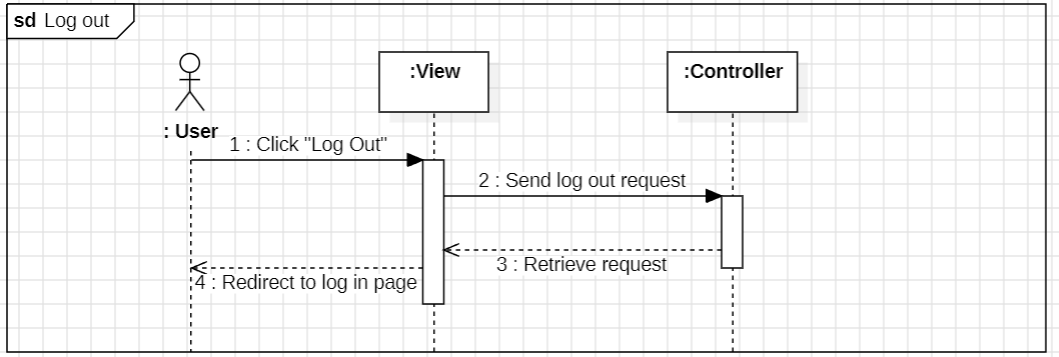 sd Log out
:View
:Controller
: User
1 : Click "Log Out"
2 : Send log out request
3 : Retrieve request
4 : Redirect to log in page